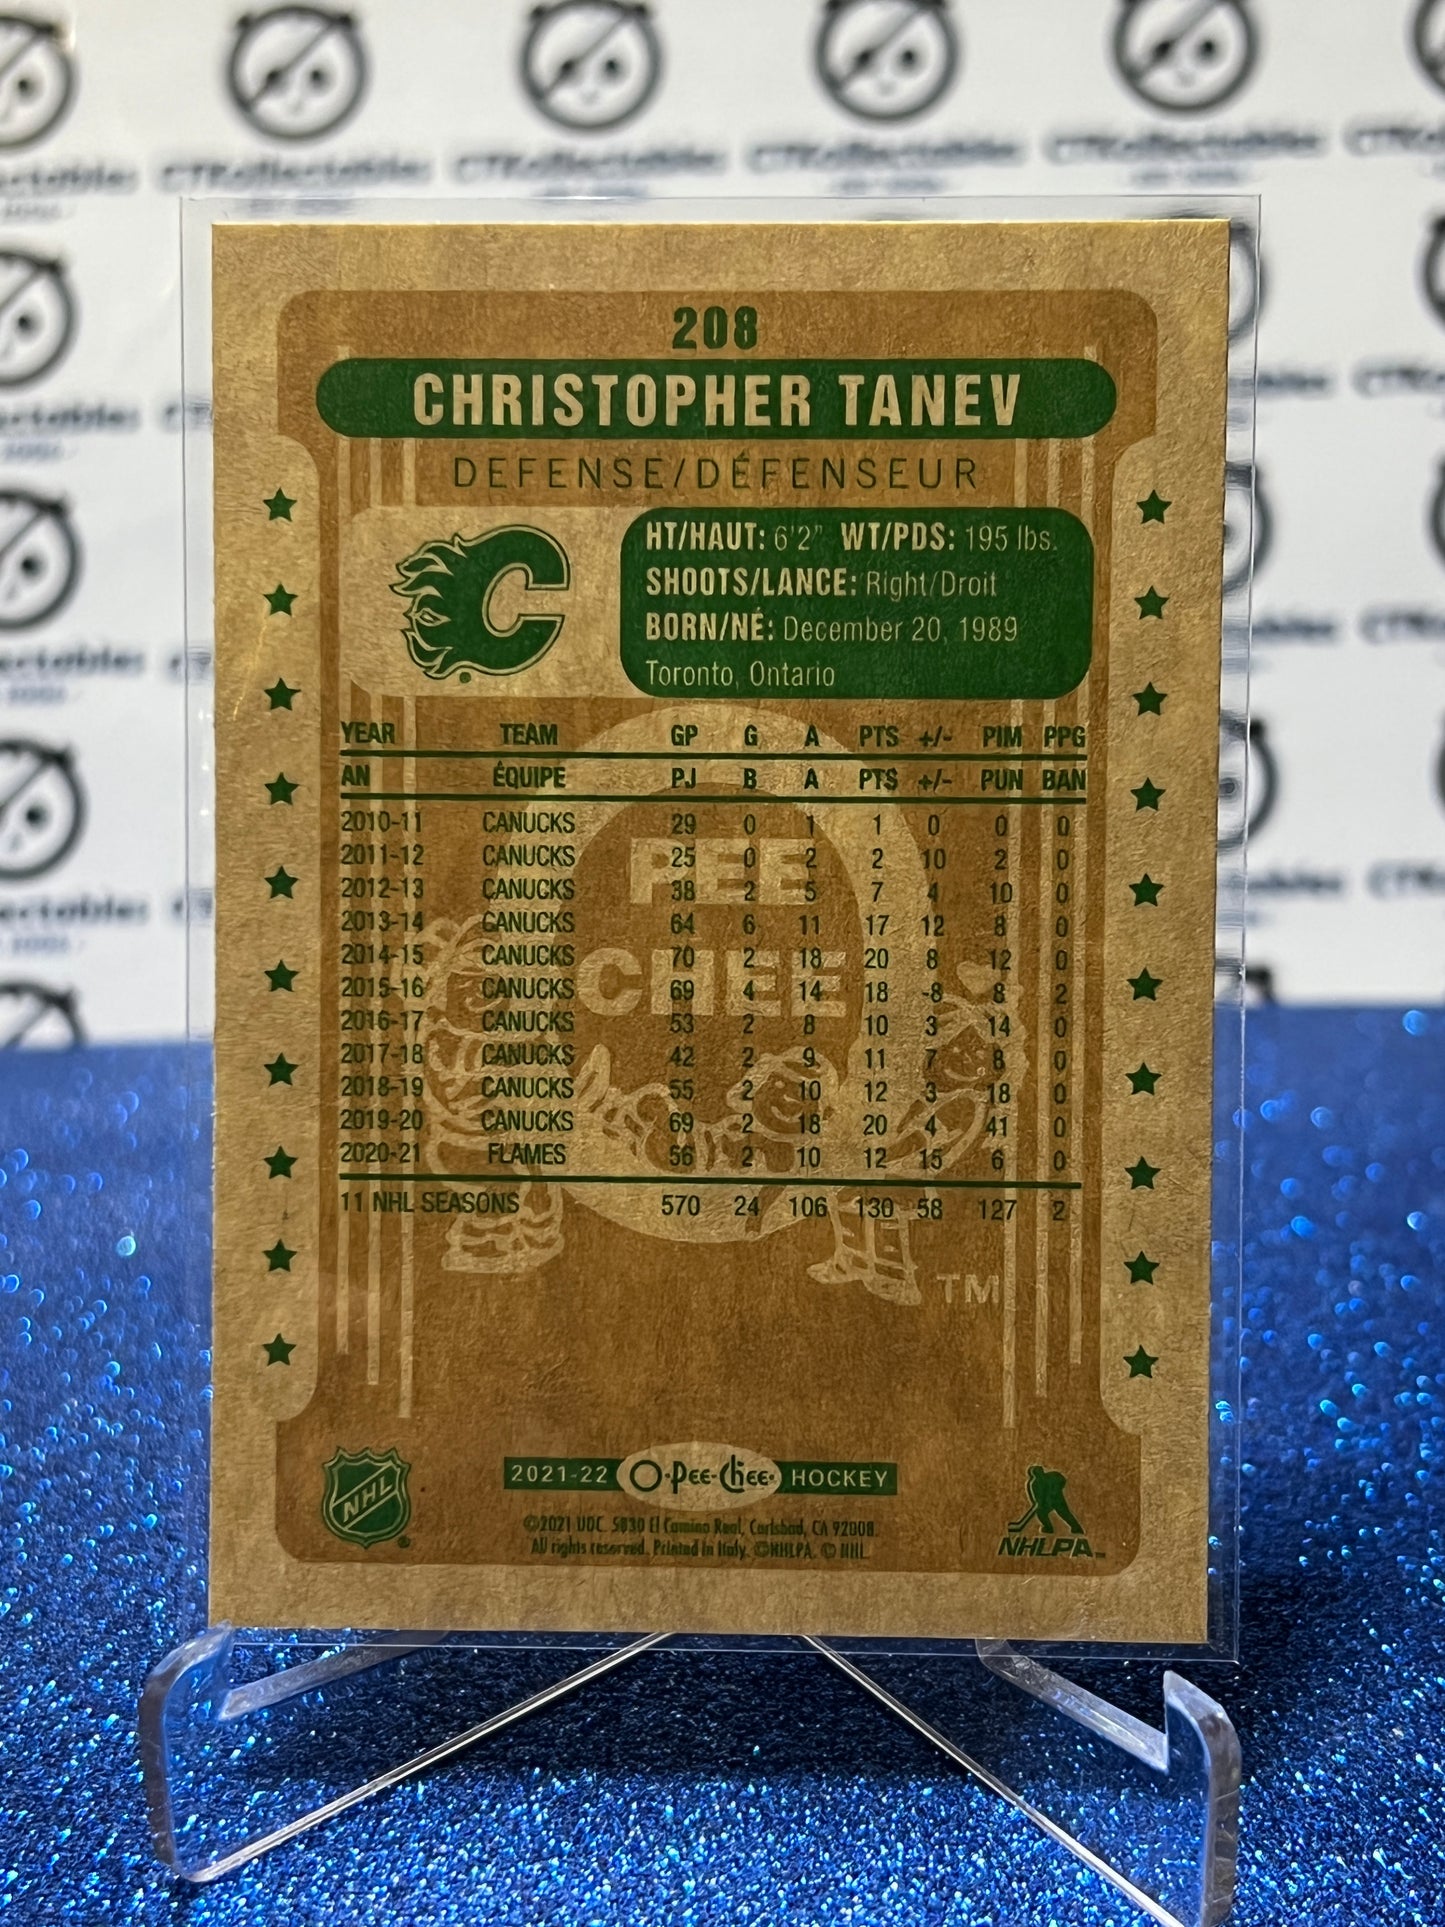 208
CHRISTOPHER TANEV
DEFENSE/DÉFENSEUR
HT/HAUT: 6'2" WT/PDS: 195 lbs.
SHOOTS/LANCE: Right/Droit
BORN/NÉ: December 20, 1989
Toronto, Ontario
YEAR TEAM GP G A PTS +/- PIM PPG
AN ÉQUIPE PJ B A PTS +/- PUN BAN
2010-11 CANUCKS 29 0 1 1 0 0 0
2011-12 CANUCKS 25 0 2 2 10 2 0
2012-13 CANUCKS 38 2 5 7 4 10 0
2013-14 CANUCKS 64 6 11 17 12 8 0
2014-15 CANUCKS 70 2 18 20 8 12 0
2015-16 CANUCKS 69 4 14 18 -8 8 2
2016-17 CANUCKS 53 2 8 10 3 14 0
2017-18 CANUCKS 42 2 9 11 7 8 0
2018-19 CANUCKS 55 2 10 12 3 18 0
2019-20 CANUCKS 69 2 18 20 4 41 0
2020-21 FLAMES 56 2 10 12 15 6 0
11 NHL SEASONS 570 24 106 130 58 127 2
PEE
CHEE
TM
NHL
2021-22 O-Pee-Chee HOCKEY
©2021 UDC. 5830 El Camino Real, Carlsbad, CA 92008.
All rights reserved. Printed in Italy. ©NHLPA. © NHL.
NHLPA